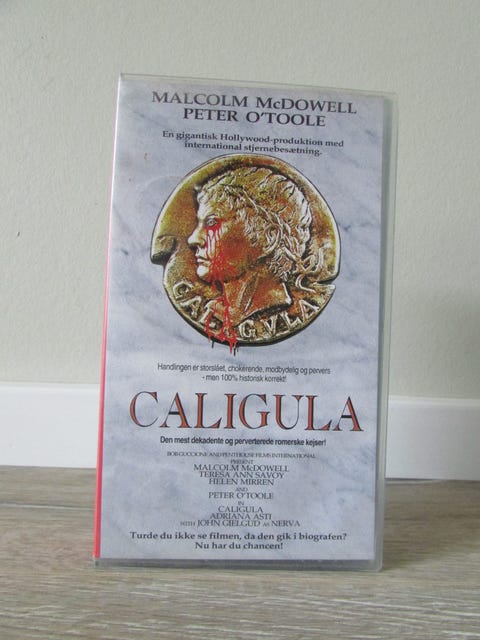 MALCOLM McDOWELL
PETER O'TOOLE
En gigantisk Hollywood-produktion med
international stjernebesætning.
CALIGVLA
Handlingen er storslået, chokerende, modbydelig og pervers
- men 100% historisk korrekt!
CALIGULA
Den mest dekadente og perverterede romerske kejser!
BOB GUCCIONE AND PENTHOUSE FILMS INTERNATIONAL
PRESENT
MALCOLM McDOWELL
TERESA ANN SAVOY
HELEN MIRREN
AND
PETER O'TOOLE
IN
CALIGULA
ADRIANA ASTI
WITH JOHN GIELGUD AS NERVA
Turde du ikke se filmen, da den gik i biografen?
Nu har du chancen!